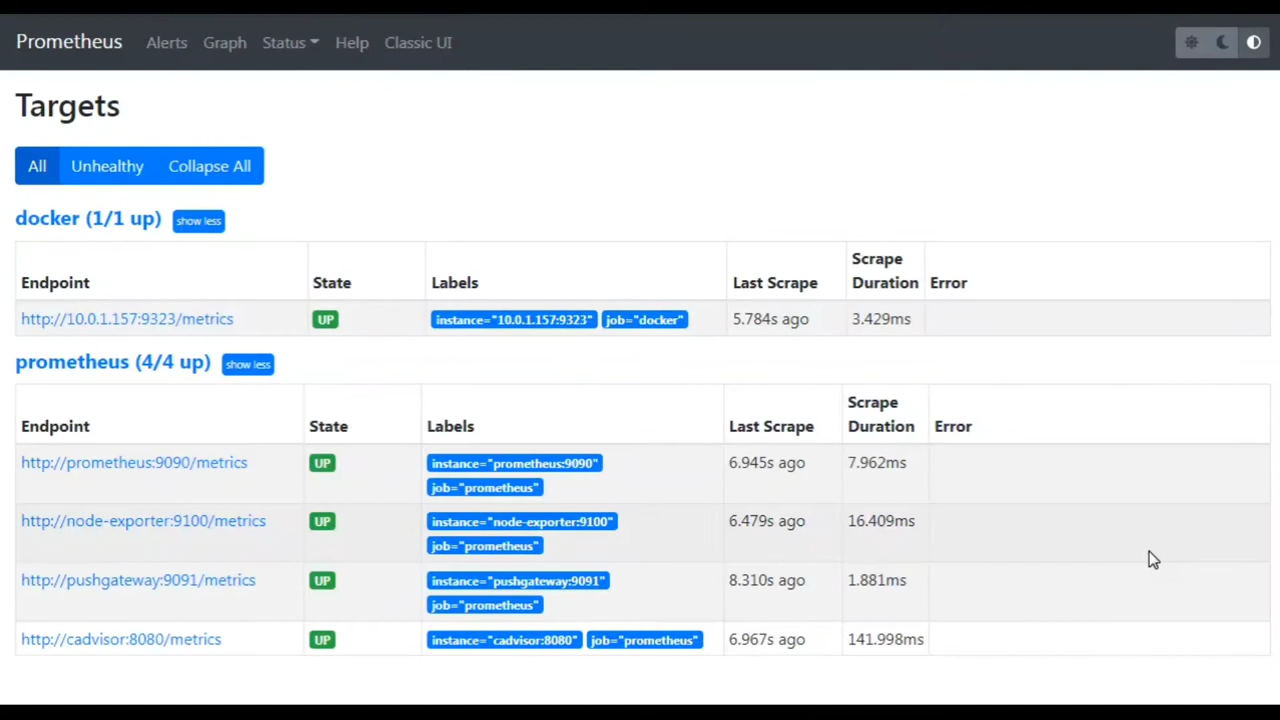 Prometheus Alerts Graph Status Help Classic UI
Targets
All Unhealthy Collapse All
docker (1/1 up) show less
Endpoint State Labels Last Scrape Scrape Duration Error
http://10.0.1.157:9323/metrics UP instance="10.0.1.157:9323" job="docker" 5.784s ago 3.429ms
prometheus (4/4 up) show less
Endpoint State Labels Last Scrape Scrape Duration Error
http://prometheus:9090/metrics UP instance="prometheus:9090" job="prometheus" 6.945s ago 7.962ms
http://node-exporter:9100/metrics UP instance="node-exporter:9100" job="prometheus" 6.479s ago 16.409ms
http://pushgateway:9091/metrics UP instance="pushgateway:9091" job="prometheus" 8.310s ago 1.881ms
http://cadvisor:8080/metrics UP instance="cadvisor:8080" job="prometheus" 6.967s ago 141.998ms